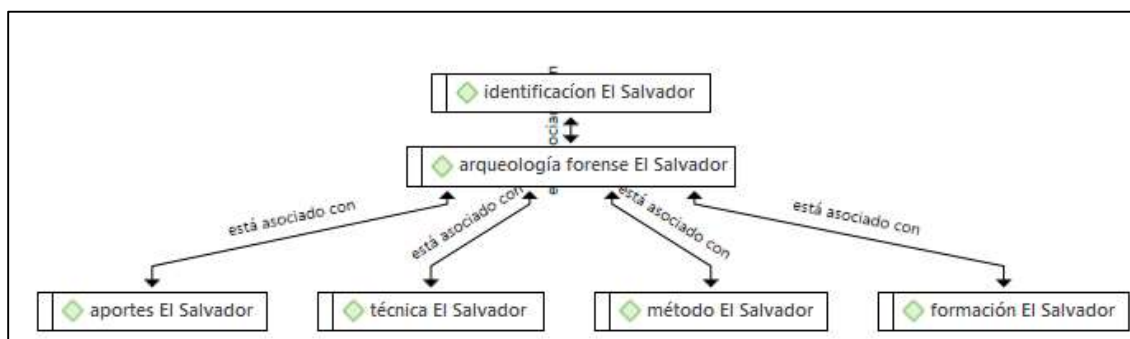 identificacíon El Salvador
arqueología forense El Salvador
está asociado con
está asociado con
está asociado con
está asociado con
aportes El Salvador
técnica El Salvador
método El Salvador
formación El Salvador